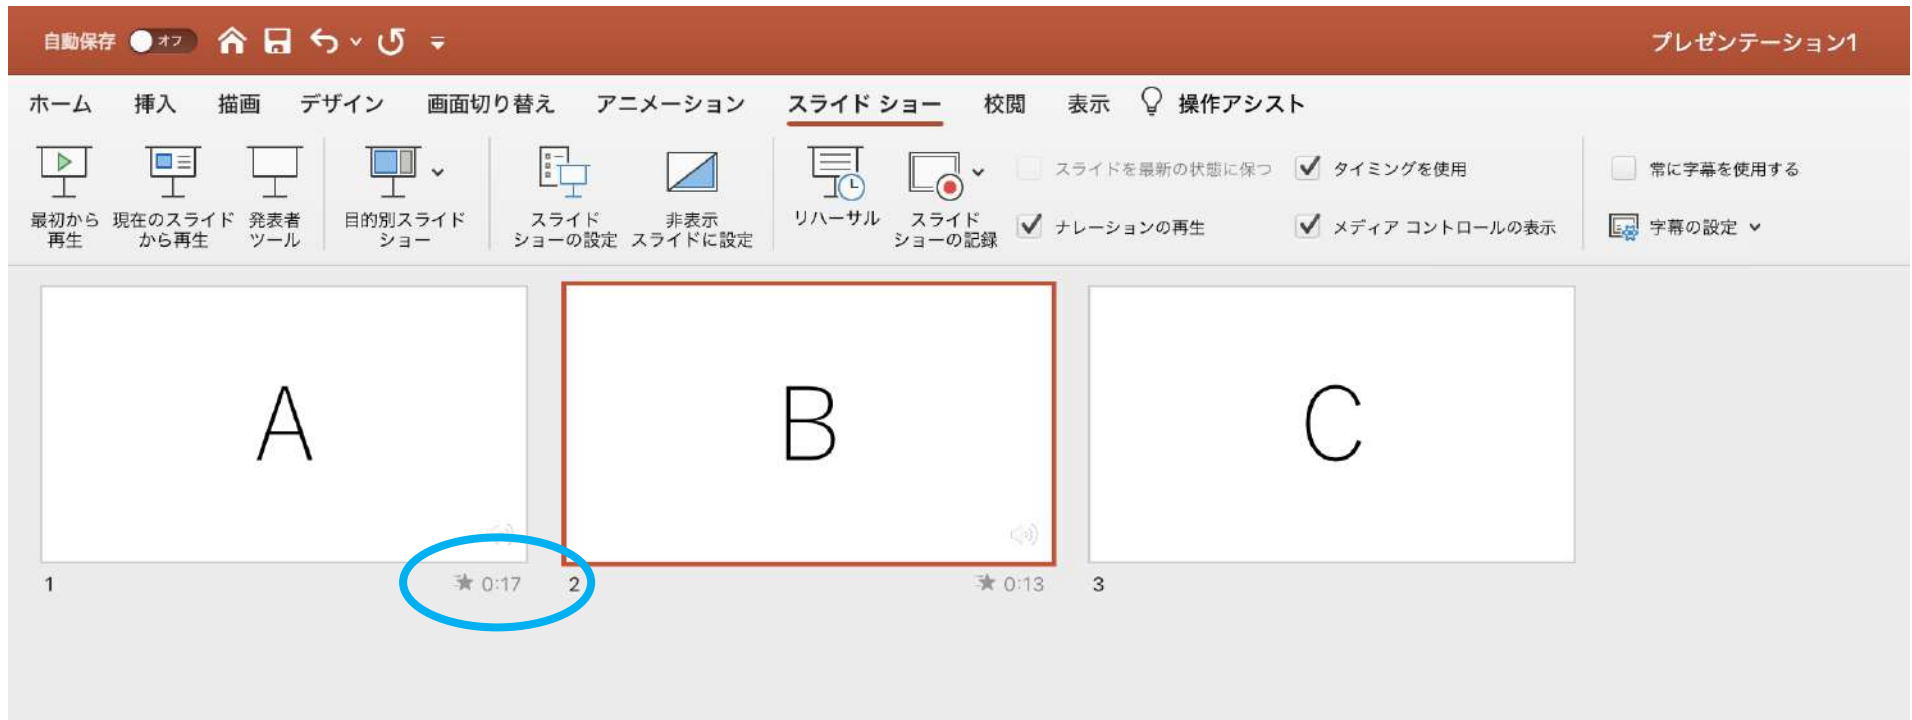 自動保存 オフ プレゼンテーション1
ホーム 挿入 描画 デザイン 画面切り替え アニメーション スライド ショー 校閲 表示 操作アシスト
最初から
再生
現在のスライド
から再生
発表者
ツール
目的別スライド
ショー
スライド
ショーの設定
非表示
スライドに設定
リハーサル
スライド
ショーの記録
スライドを最新の状態に保つ
ナレーションの再生
タイミングを使用
メディア コントロールの表示
常に字幕を使用する
字幕の設定
A
B
C
1 0:17
2 0:13
3